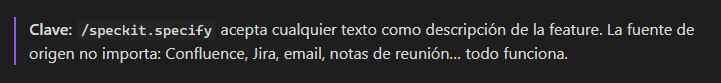 Clave: /speckit.specify acepta cualquier texto como descripción de la feature. La fuente de
origen no importa: Confluence, Jira, email, notas de reunión... todo funciona.